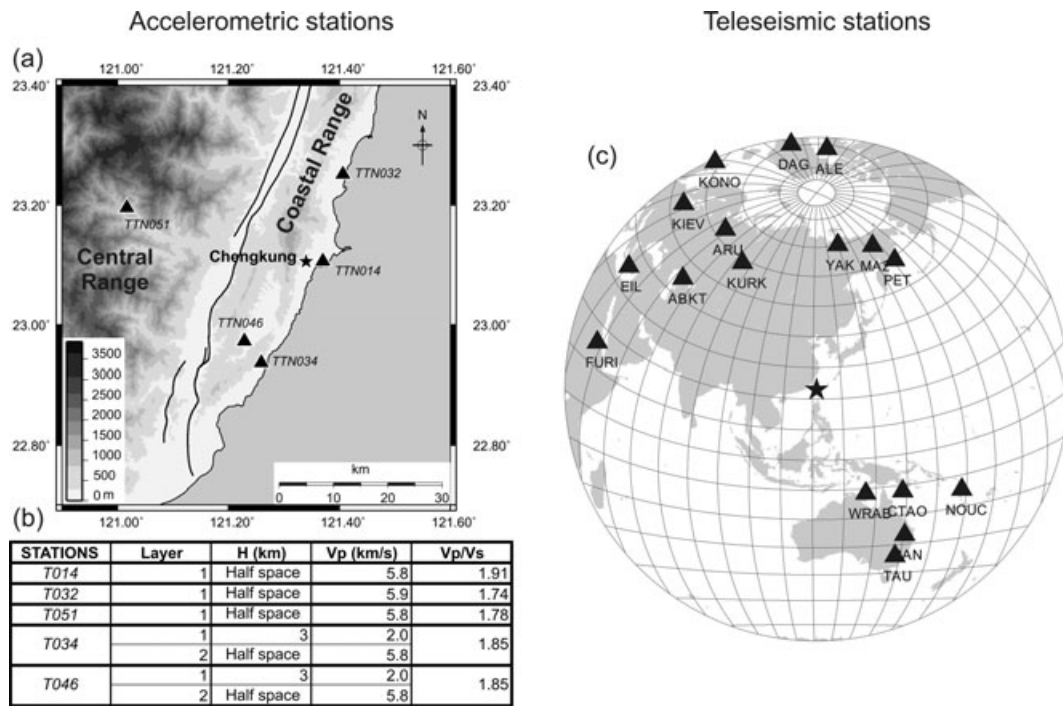 Accelerometric stations
Teleseismic stations
(a)
121.00° 121.20° 121.40° 121.60°
23.40° 23.40°
23.20° 23.20°
23.00° 23.00°
22.80° 22.80°
121.00° 121.20° 121.40° 121.60°
N
Coastal Range
TTN032
TTN051
Central
Range
Chengkung
TTN014
TTN046
TTN034
3500
3000
2500
2000
1500
1000
500
0 m
km
0 10 20 30
(b)
STATIONS Layer H (km) Vp (km/s) Vp/Vs
T014 1 Half space 5.8 1.91
T032 1 Half space 5.9 1.74
T051 1 Half space 5.8 1.78
T034 1 3 2.0 1.85
2 Half space 5.8
T046 1 3 2.0 1.85
2 Half space 5.8
(c)
DAG
ALE
KONO
KIEV
ARU
YAK
MA2
PET
EIL
ABKT
KURK
FURI
WRAB
CTAO
NOUC
TAU